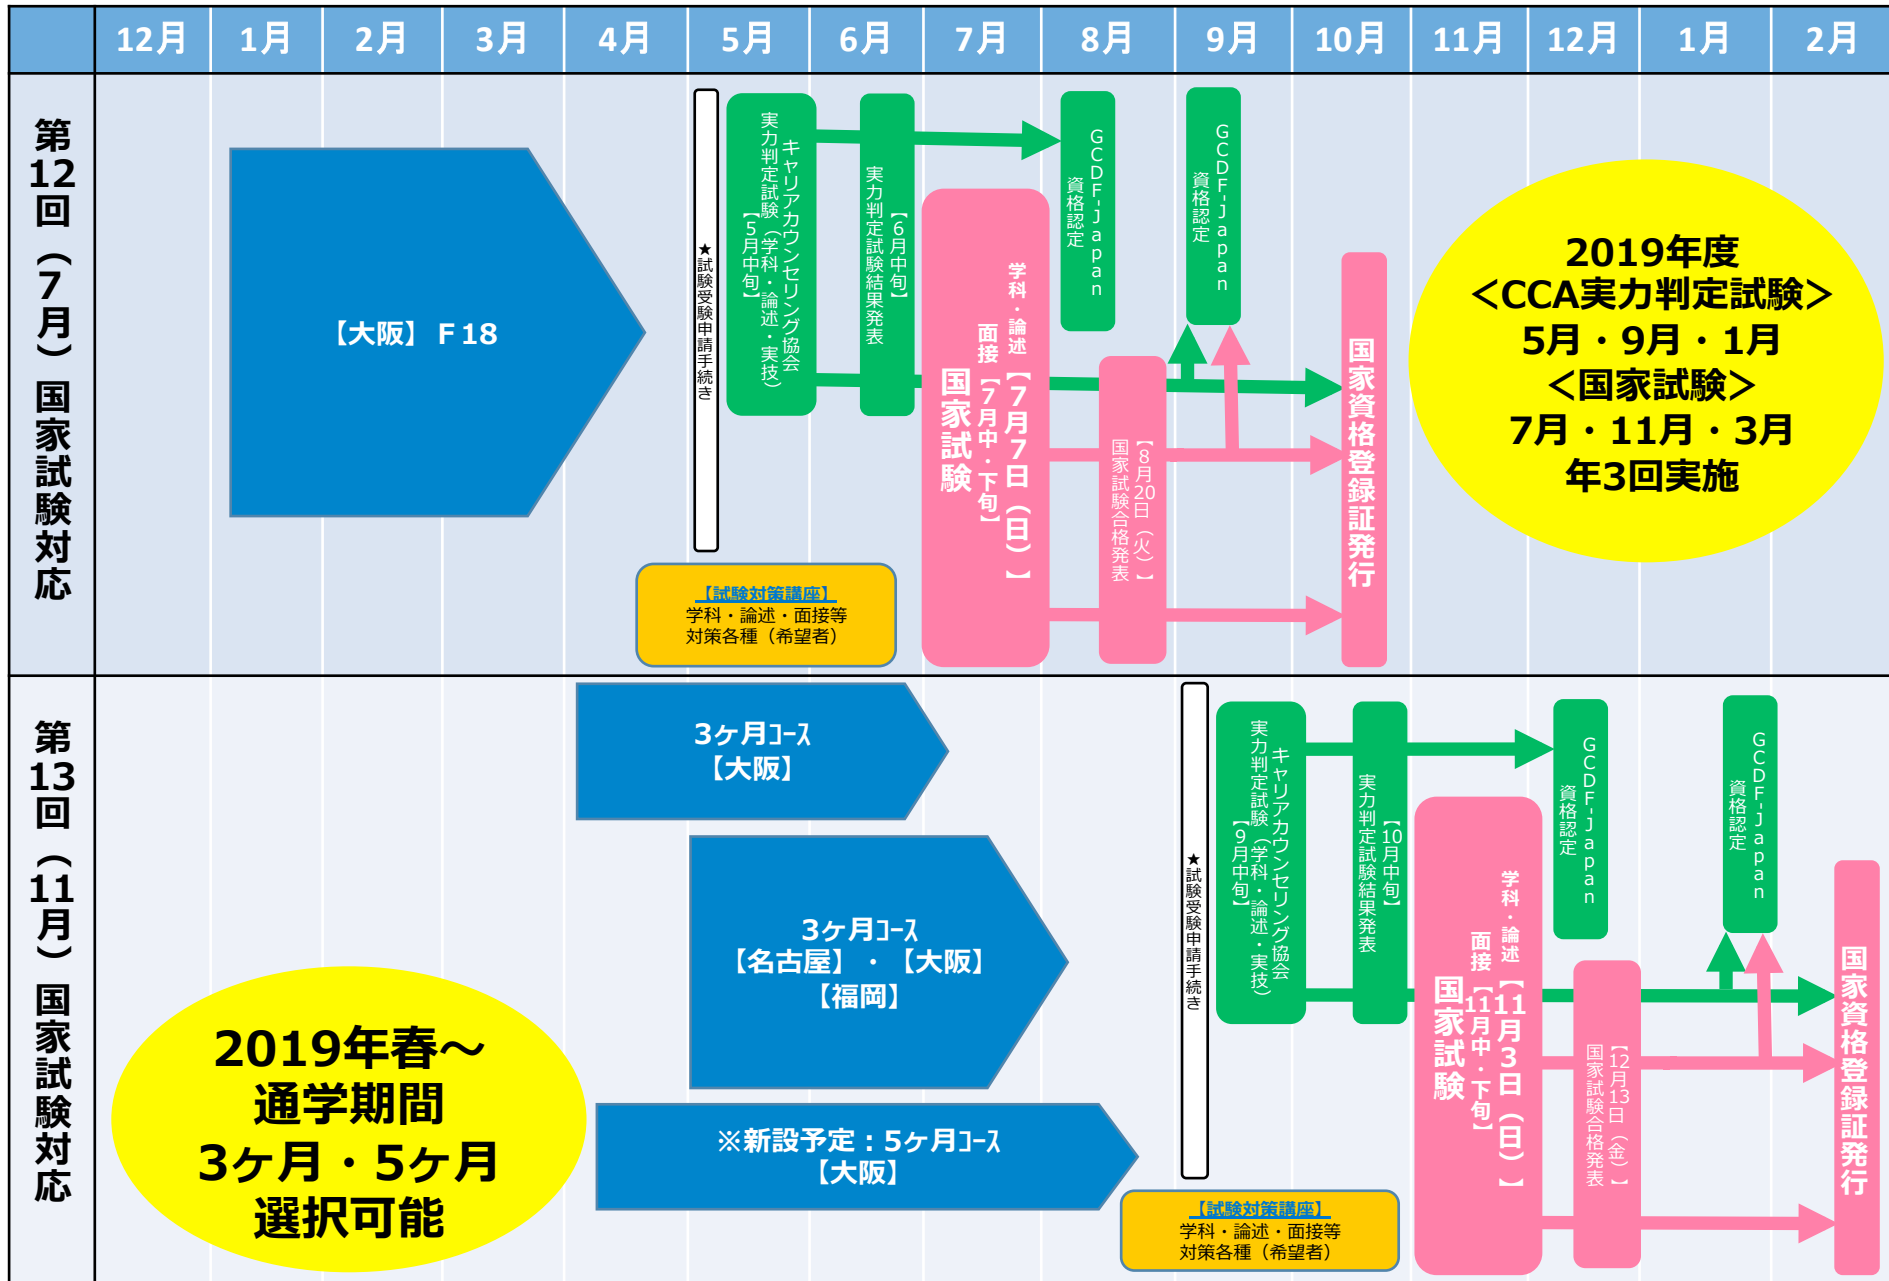 12月 1月 2月 3月 4月 5月 6月 7月 8月 9月 10月 11月 12月 1月 2月
第12回（7月）国家試験対応
【大阪】Ｆ18
★試験受験申請手続き
キャリアカウンセリング協会
実力判定試験（学科・論述・実技）
【5月中旬】
【6月中旬】
実力判定試験結果発表
学科・論述【7月7日（日）】
面接【7月中・下旬】
国家試験
GCDF-Japan
資格認定
【8月20日（火）】
国家試験合格発表
GCDF-Japan
資格認定
国家資格登録証発行
2019年度
＜CCA実力判定試験＞
5月・9月・1月
＜国家試験＞
7月・11月・3月
年3回実施
【試験対策講座】
学科・論述・面接等
対策各種（希望者）
第13回（11月）国家試験対応
3ヶ月ｺｰｽ
【大阪】
3ヶ月ｺｰｽ
【名古屋】・【大阪】
【福岡】
※新設予定：5ヶ月ｺｰｽ
【大阪】
2019年春～
通学期間
3ヶ月・5ヶ月
選択可能
★試験受験申請手続き
キャリアカウンセリング協会
実力判定試験（学科・論述・実技）
【9月中旬】
【10月中旬】
実力判定試験結果発表
学科・論述【11月3日（日）】
面接【11月中・下旬】
国家試験
GCDF-Japan
資格認定
【12月13日（金）】
国家試験合格発表
GCDF-Japan
資格認定
国家資格登録証発行
【試験対策講座】
学科・論述・面接等
対策各種（希望者）